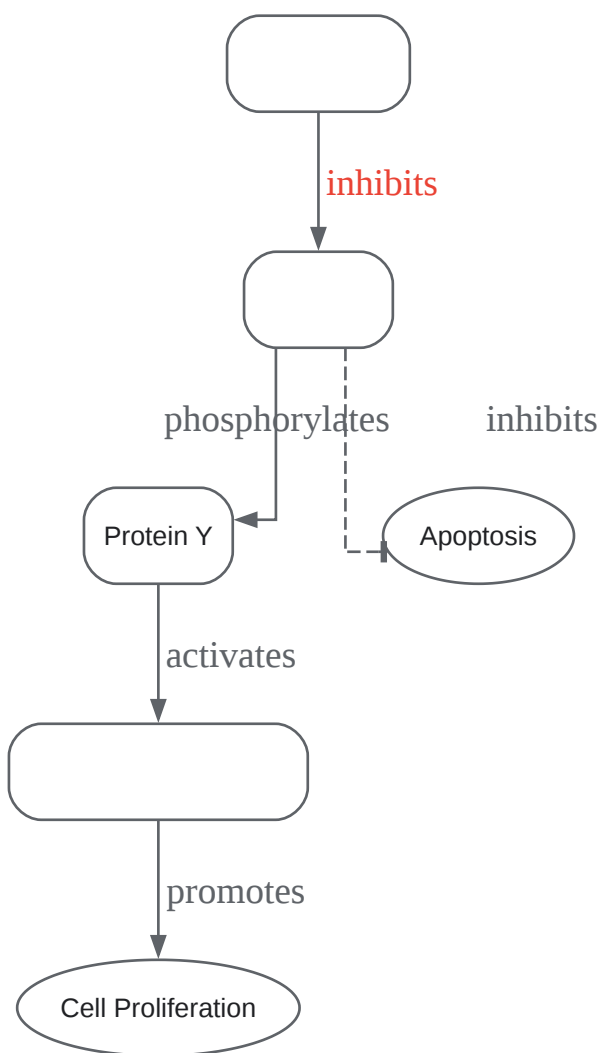 inhibits
phosphorylates
inhibits
Protein Y
Apoptosis
activates
promotes
Cell Proliferation